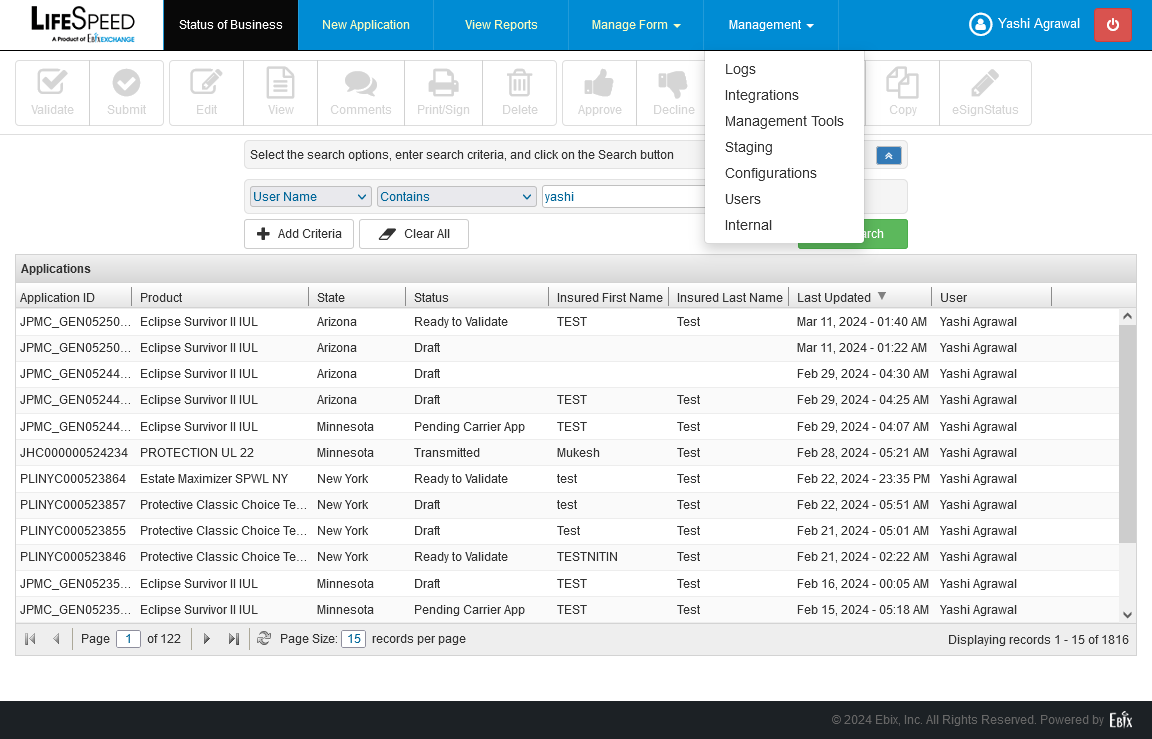 LIFESPEED
A Product of EbixEXCHANGE
Status of Business
New Application
View Reports
Manage Form
Management
Yashi Agrawal
Validate
Submit
Edit
View
Comments
Print/Sign
Delete
Approve
Decline
Copy
eSignStatus
Logs
Integrations
Management Tools
Staging
Configurations
Users
Internal
Select the search options, enter search criteria, and click on the Search button
User Name Contains yashi
Add Criteria Clear All
Applications
Application ID Product State Status Insured First Name Insured Last Name Last Updated User
JPMC_GEN05250... Eclipse Survivor II IUL Arizona Ready to Validate TEST Test Mar 11, 2024 - 01:40 AM Yashi Agrawal
JPMC_GEN05250... Eclipse Survivor II IUL Arizona Draft Mar 11, 2024 - 01:22 AM Yashi Agrawal
JPMC_GEN05244... Eclipse Survivor II IUL Arizona Draft Feb 29, 2024 - 04:30 AM Yashi Agrawal
JPMC_GEN05244... Eclipse Survivor II IUL Arizona Draft TEST Test Feb 29, 2024 - 04:25 AM Yashi Agrawal
JPMC_GEN05244... Eclipse Survivor II IUL Minnesota Pending Carrier App TEST Test Feb 29, 2024 - 04:07 AM Yashi Agrawal
JHC000000524234 PROTECTION UL 22 Minnesota Transmitted Mukesh Test Feb 28, 2024 - 05:21 AM Yashi Agrawal
PLINYC000523864 Estate Maximizer SPWL NY New York Ready to Validate test Test Feb 22, 2024 - 23:35 PM Yashi Agrawal
PLINYC000523857 Protective Classic Choice Te... New York Draft test Test Feb 22, 2024 - 05:51 AM Yashi Agrawal
PLINYC000523855 Protective Classic Choice Te... New York Draft Test Test Feb 21, 2024 - 05:01 AM Yashi Agrawal
PLINYC000523846 Protective Classic Choice Te... New York Ready to Validate TESTNITIN Test Feb 21, 2024 - 02:22 AM Yashi Agrawal
JPMC_GEN05235... Eclipse Survivor II IUL Minnesota Draft TEST Test Feb 16, 2024 - 00:05 AM Yashi Agrawal
JPMC_GEN05235... Eclipse Survivor II IUL Minnesota Pending Carrier App TEST Test Feb 15, 2024 - 05:18 AM Yashi Agrawal
Page 1 of 122 Page Size: 15 records per page Displaying records 1 - 15 of 1816
© 2024 Ebix, Inc. All Rights Reserved. Powered by Ebix